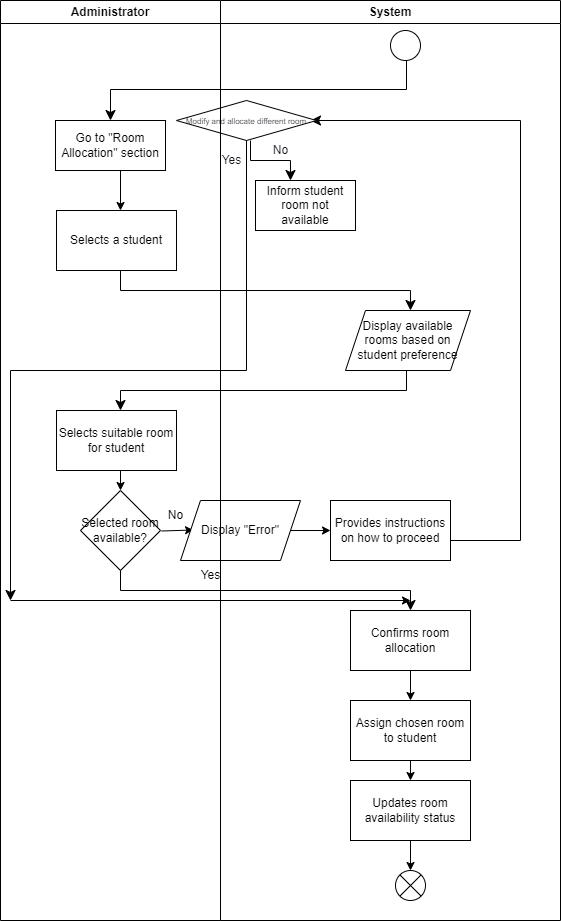 Administrator
System
Go to "Room
Allocation" section
Modify and allocate different room
Yes
No
Inform student
room not
available
Selects a student
Display available
rooms based on
student preference
Selects suitable room
for student
Selected room
available?
No
Display "Error"
Provides instructions
on how to proceed
Yes
Confirms room
allocation
Assign chosen room
to student
Updates room
availability status